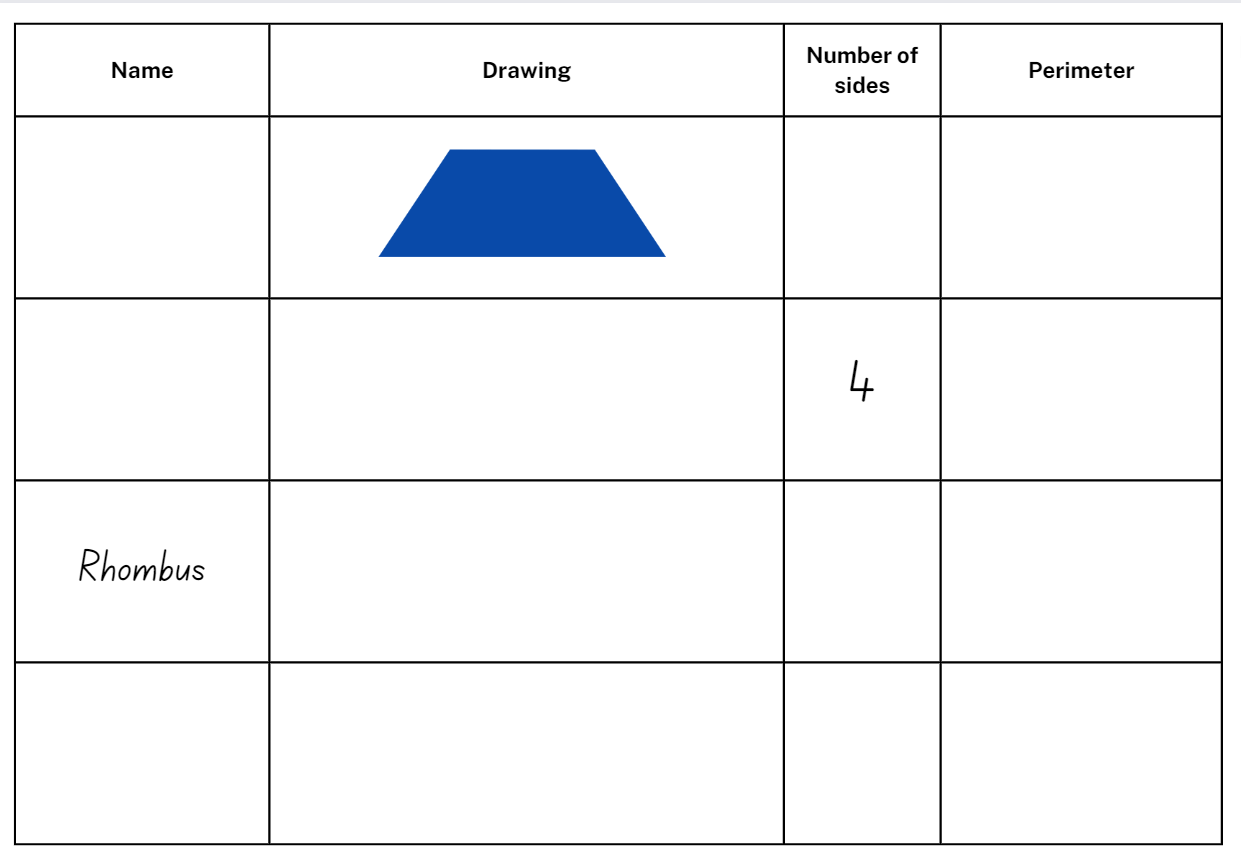 Name
Drawing
Number of
sides
Perimeter
4
Rhombus